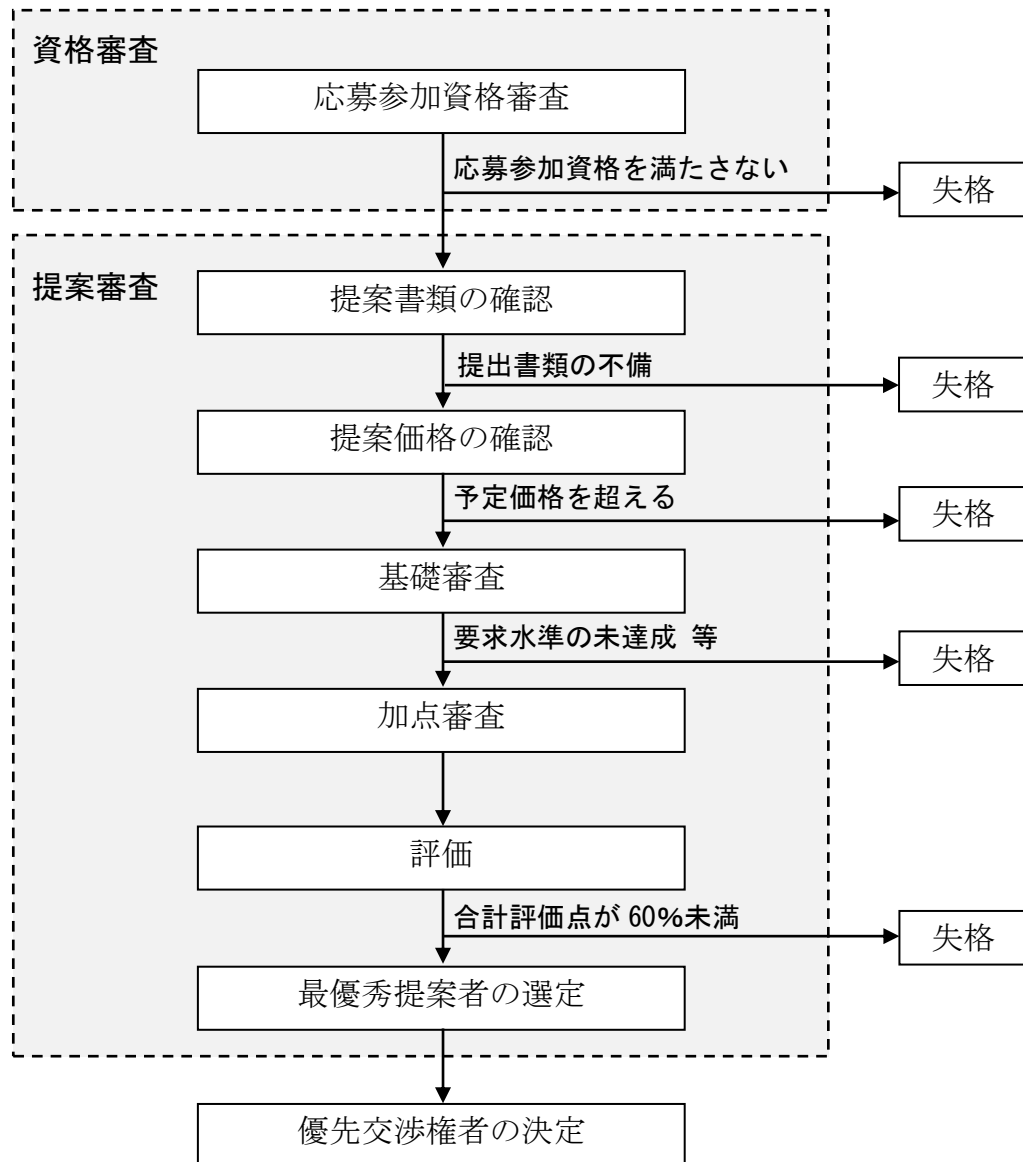 資格審査
応募参加資格審査
応募参加資格を満たさない
失格
提案審査
提案書類の確認
提出書類の不備
失格
提案価格の確認
予定価格を超える
失格
基礎審査
要求水準の未達成 等
失格
加点審査
評価
合計評価点が 60%未満
失格
最優秀提案者の選定
優先交渉権者の決定